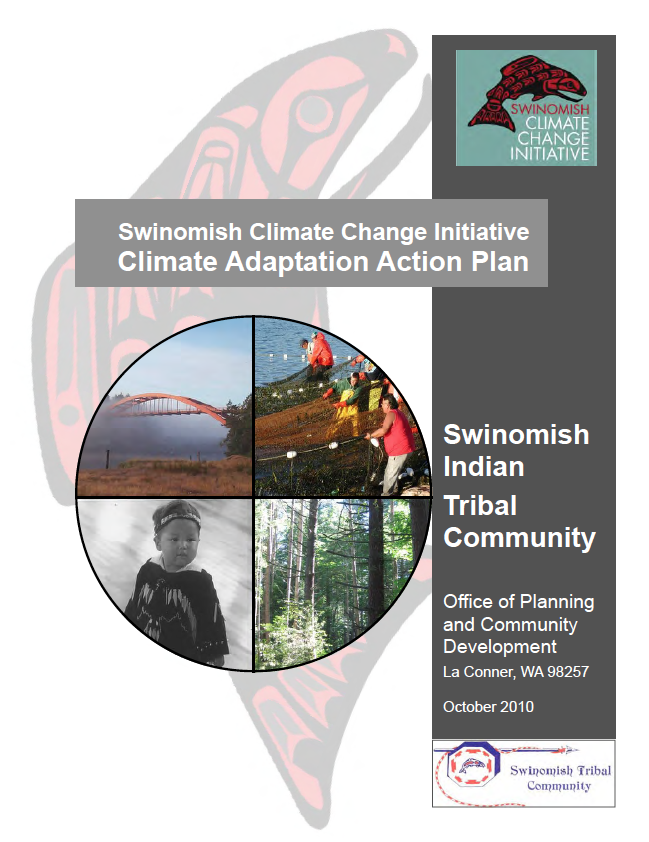 SWINOMISH
CLIMATE
CHANGE
INITIATIVE
Swinomish Climate Change Initiative
Climate Adaptation Action Plan
Swinomish
Indian
Tribal
Community
Office of Planning
and Community
Development
La Conner, WA 98257
October 2010
Swinomish Tribal
Community